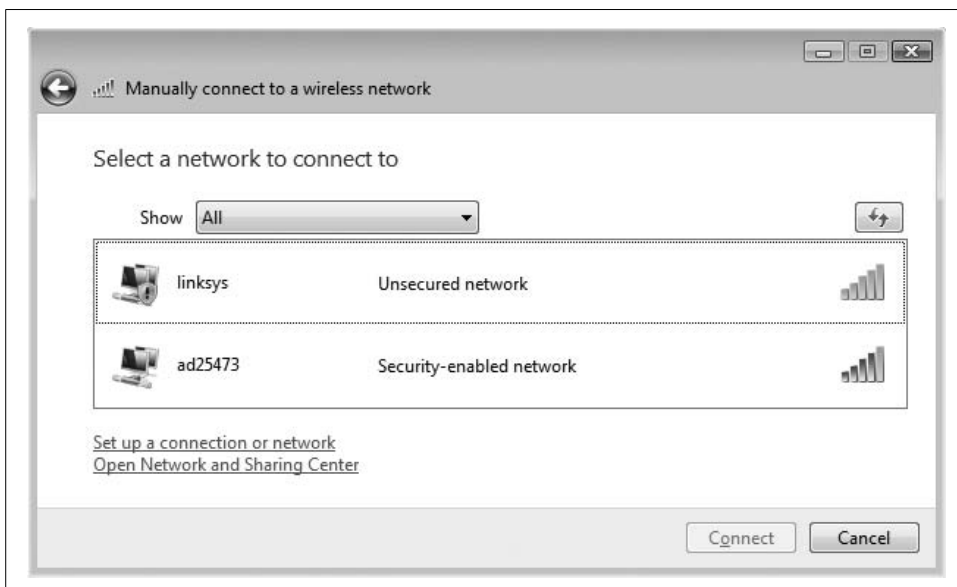 Manually connect to a wireless network
Select a network to connect to
Show All
linksys Unsecured network
ad25473 Security-enabled network
Set up a connection or network
Open Network and Sharing Center
Connect Cancel